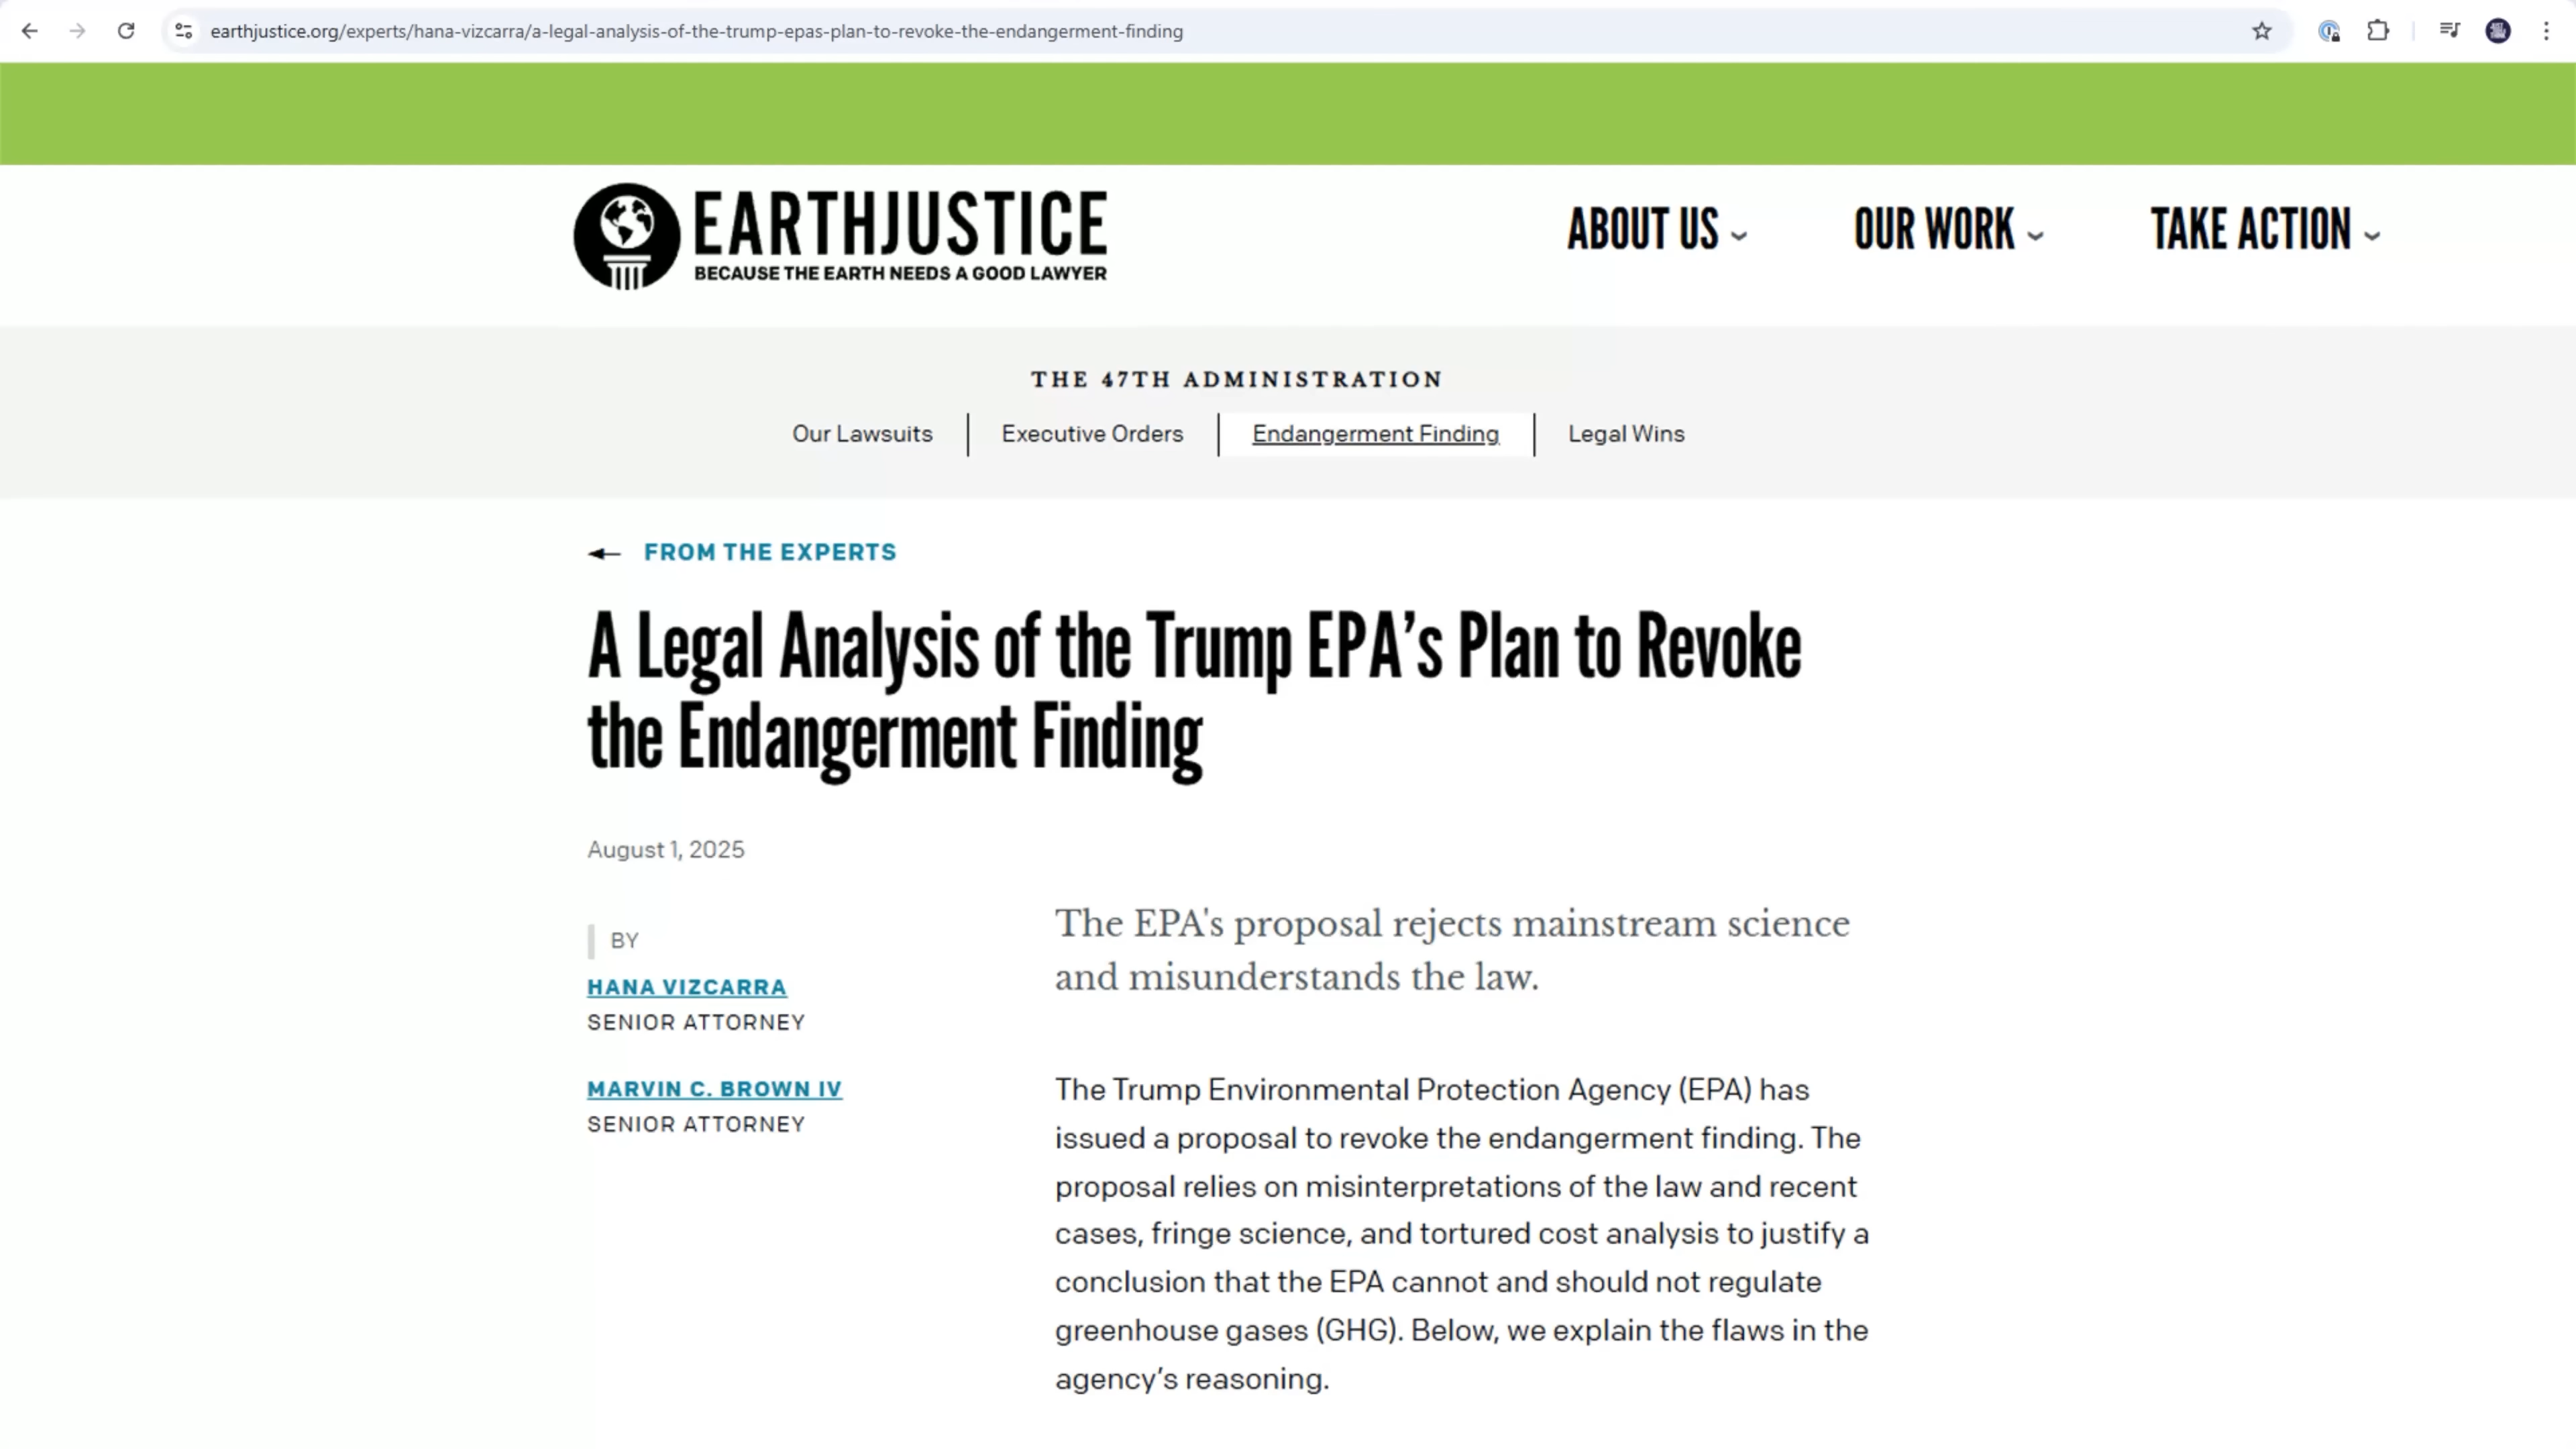 earthjustice.org/experts/hana-vizcarra/a-legal-analysis-of-the-trump-epas-plan-to-revoke-the-endangerment-finding
EARTHJUSTICE
BECAUSE THE EARTH NEEDS A GOOD LAWYER
ABOUT US
OUR WORK
TAKE ACTION
THE 47TH ADMINISTRATION
Our Lawsuits
Executive Orders
Endangerment Finding
Legal Wins
FROM THE EXPERTS
A Legal Analysis of the Trump EPA’s Plan to Revoke
the Endangerment Finding
August 1, 2025
BY
HANA VIZCARRA
SENIOR ATTORNEY
MARVIN C. BROWN IV
SENIOR ATTORNEY
The EPA's proposal rejects mainstream science
and misunderstands the law.
The Trump Environmental Protection Agency (EPA) has
issued a proposal to revoke the endangerment finding. The
proposal relies on misinterpretations of the law and recent
cases, fringe science, and tortured cost analysis to justify a
conclusion that the EPA cannot and should not regulate
greenhouse gases (GHG). Below, we explain the flaws in the
agency’s reasoning.